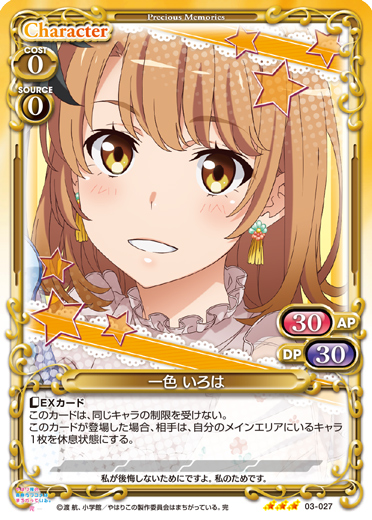 Precious Memories
Character
COST
0
SOURCE
0
30 AP
DP 30
一色 いろは
EXカード
このカードは、同じキャラの制限を受けない。
このカードが登場した場合、相手は、自分のメインエリアにいるキャラ
1枚を休息状態にする。
私が後悔しないためにですよ。私のためです。
©渡 航、小学館／やはりこの製作委員会はまちがっている。完
03-027